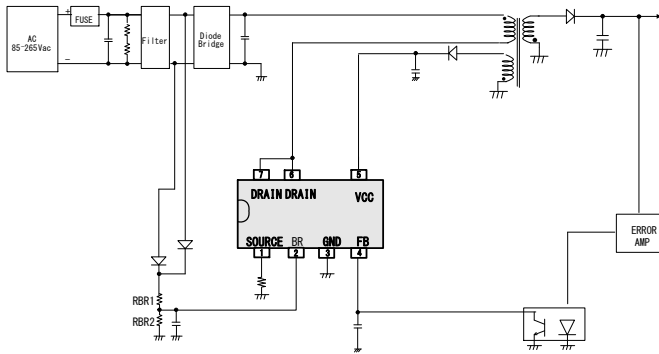 AC
85-265Vac
+
-
FUSE
Filter
Diode
Bridge
7
6
5
DRAIN DRAIN
VCC
SOURCE BR GND FB
1
2
3
4
RBR1
RBR2
ERROR
AMP